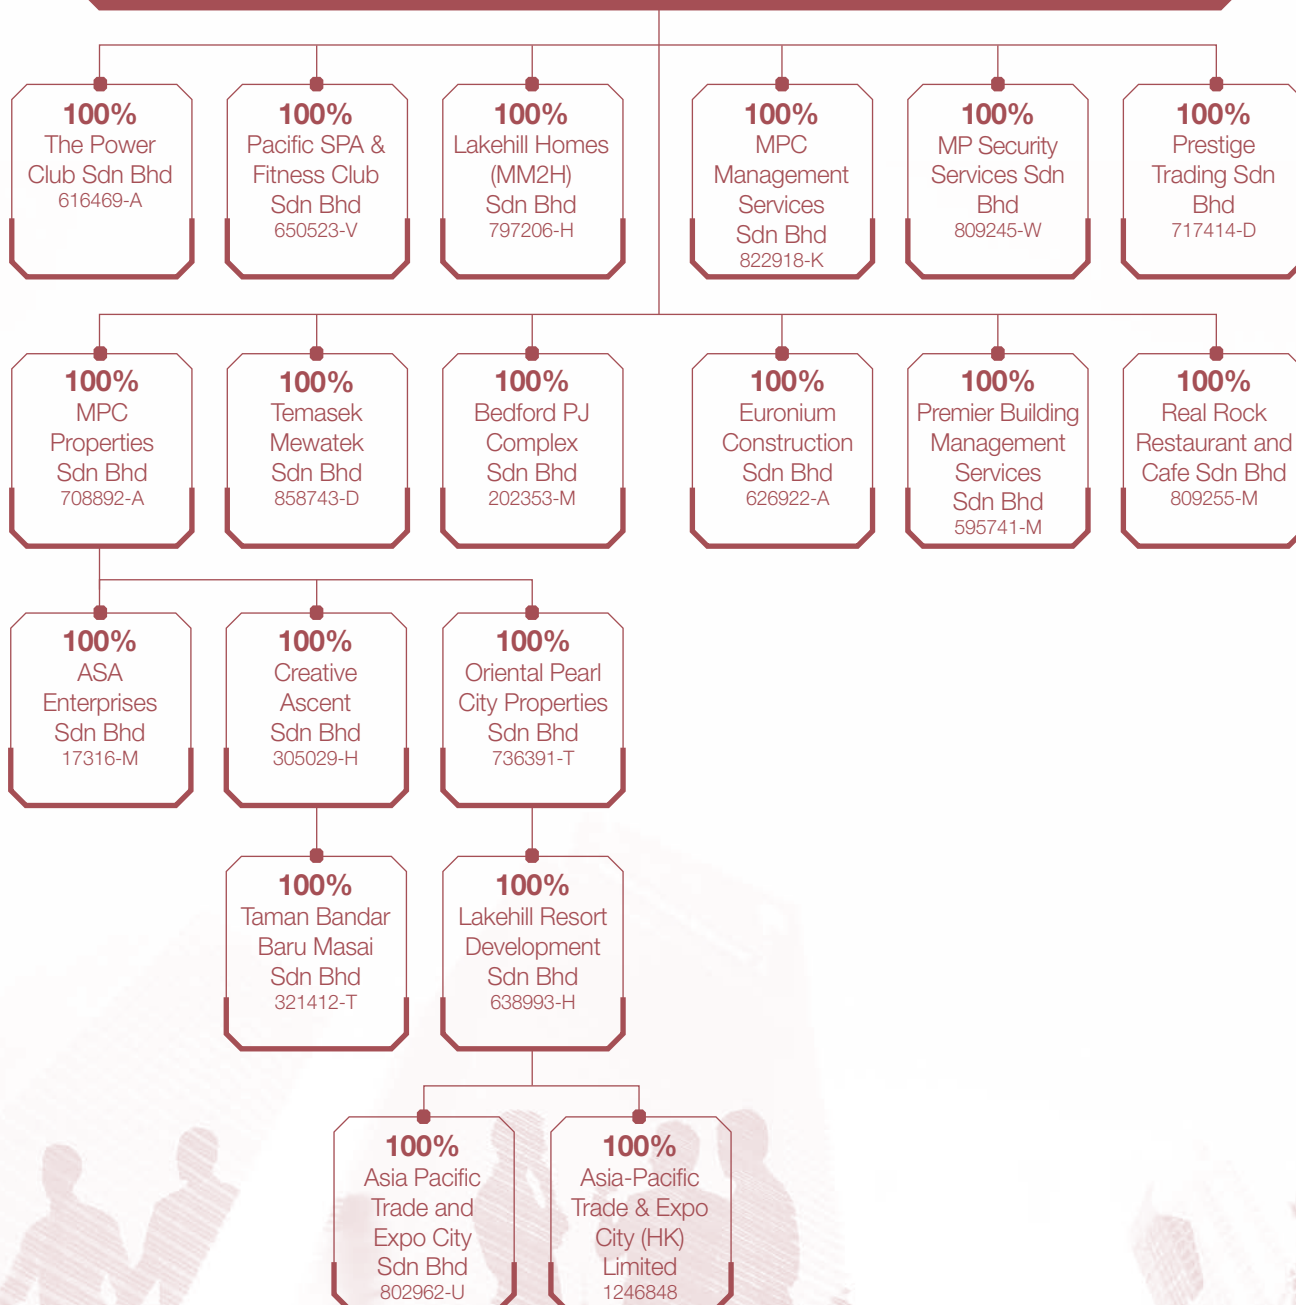 100%
The Power
Club Sdn Bhd
616469-A
100%
Pacific SPA &
Fitness Club
Sdn Bhd
650523-V
100%
Lakehill Homes
(MM2H)
Sdn Bhd
797206-H
100%
MPC
Management
Services
Sdn Bhd
822918-K
100%
MP Security
Services Sdn
Bhd
809245-W
100%
Prestige
Trading Sdn
Bhd
717414-D
100%
MPC
Properties
Sdn Bhd
708892-A
100%
Temasek
Mewatek
Sdn Bhd
858743-D
100%
Bedford PJ
Complex
Sdn Bhd
202353-M
100%
Euronium
Construction
Sdn Bhd
626922-A
100%
Premier Building
Management
Services
Sdn Bhd
595741-M
100%
Real Rock
Restaurant and
Cafe Sdn Bhd
809255-M
100%
ASA
Enterprises
Sdn Bhd
17316-M
100%
Creative
Ascent
Sdn Bhd
305029-H
100%
Oriental Pearl
City Properties
Sdn Bhd
736391-T
100%
Taman Bandar
Baru Masai
Sdn Bhd
321412-T
100%
Lakehill Resort
Development
Sdn Bhd
638993-H
100%
Asia Pacific
Trade and
Expo City
Sdn Bhd
802962-U
100%
Asia-Pacific
Trade & Expo
City (HK)
Limited
1246848